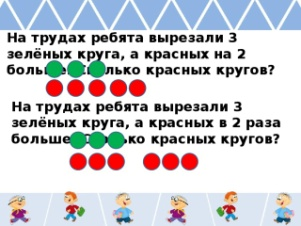 На трудах ребята вырезали 3
зелёных круга, а красных на 2
больше. Сколько красных кругов?
На трудах ребята вырезали 3
зелёных круга, а красных в 2 раза
больше. красных кругов?